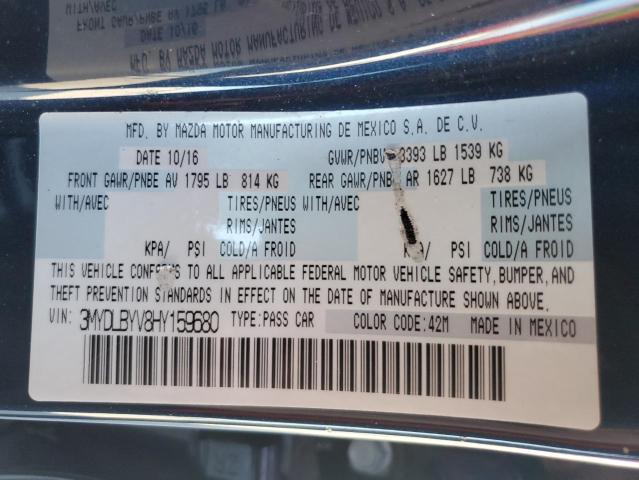 MFD. BY MAZDA MOTOR MANUFACTURING DE MEXICO S.A. DE C.V.
DATE 10/16 GVWR/PNBV 3393 LB 1539 KG
FRONT GAWR/PNBE AV 1795 LB 814 KG REAR GAWR/PNBE AR 1627 LB 738 KG
WITH/AVEC TIRES/PNEUS WITH/AVEC TIRES/PNEUS
RIMS/JANTES RIMS/JANTES
KPA/ PSI COLD/A FROID KPA/ PSI COLD/A FROID
THIS VEHICLE CONFORMS TO ALL APPLICABLE FEDERAL MOTOR VEHICLE SAFETY, BUMPER, AND
THEFT PREVENTION STANDARDS IN EFFECT ON THE DATE OF MANUFACTURE SHOWN ABOVE.
VIN: 3MYDLBYV8HY159680 TYPE: PASS CAR COLOR CODE: 42M MADE IN MEXICO